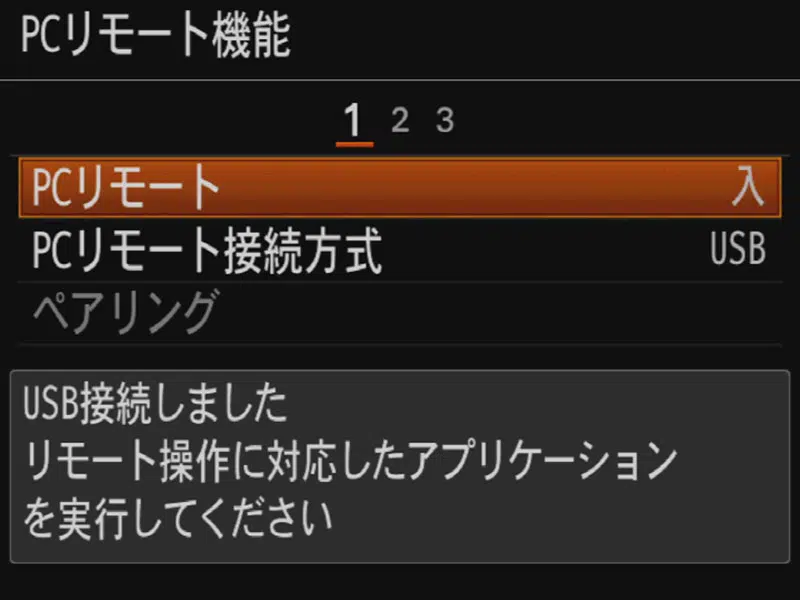 PCリモート機能
1 2 3
PCリモート 入
PCリモート接続方式 USB
ペアリング
USB接続しました
リモート操作に対応したアプリケーション
を実行してください